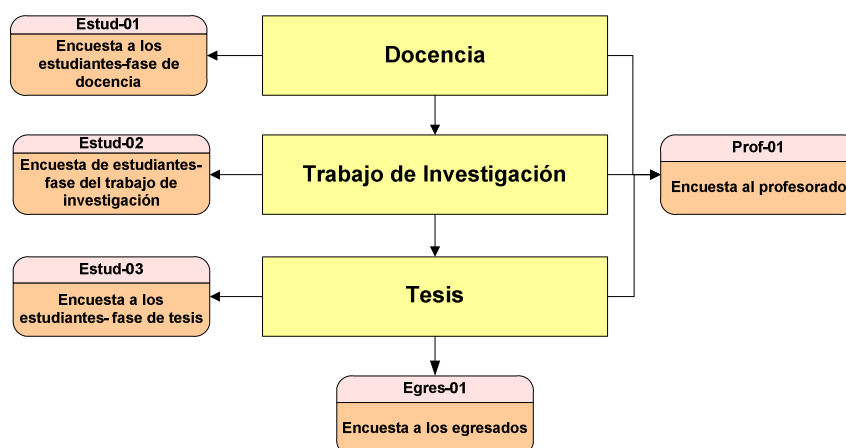 Estud-01
Encuesta a los
estudiantes-fase de
docencia
Docencia
Estud-02
Encuesta de estudiantes-
fase del trabajo de
investigación
Trabajo de Investigación
Prof-01
Encuesta al profesorado
Estud-03
Encuesta a los
estudiantes- fase de tesis
Tesis
Egres-01
Encuesta a los egresados